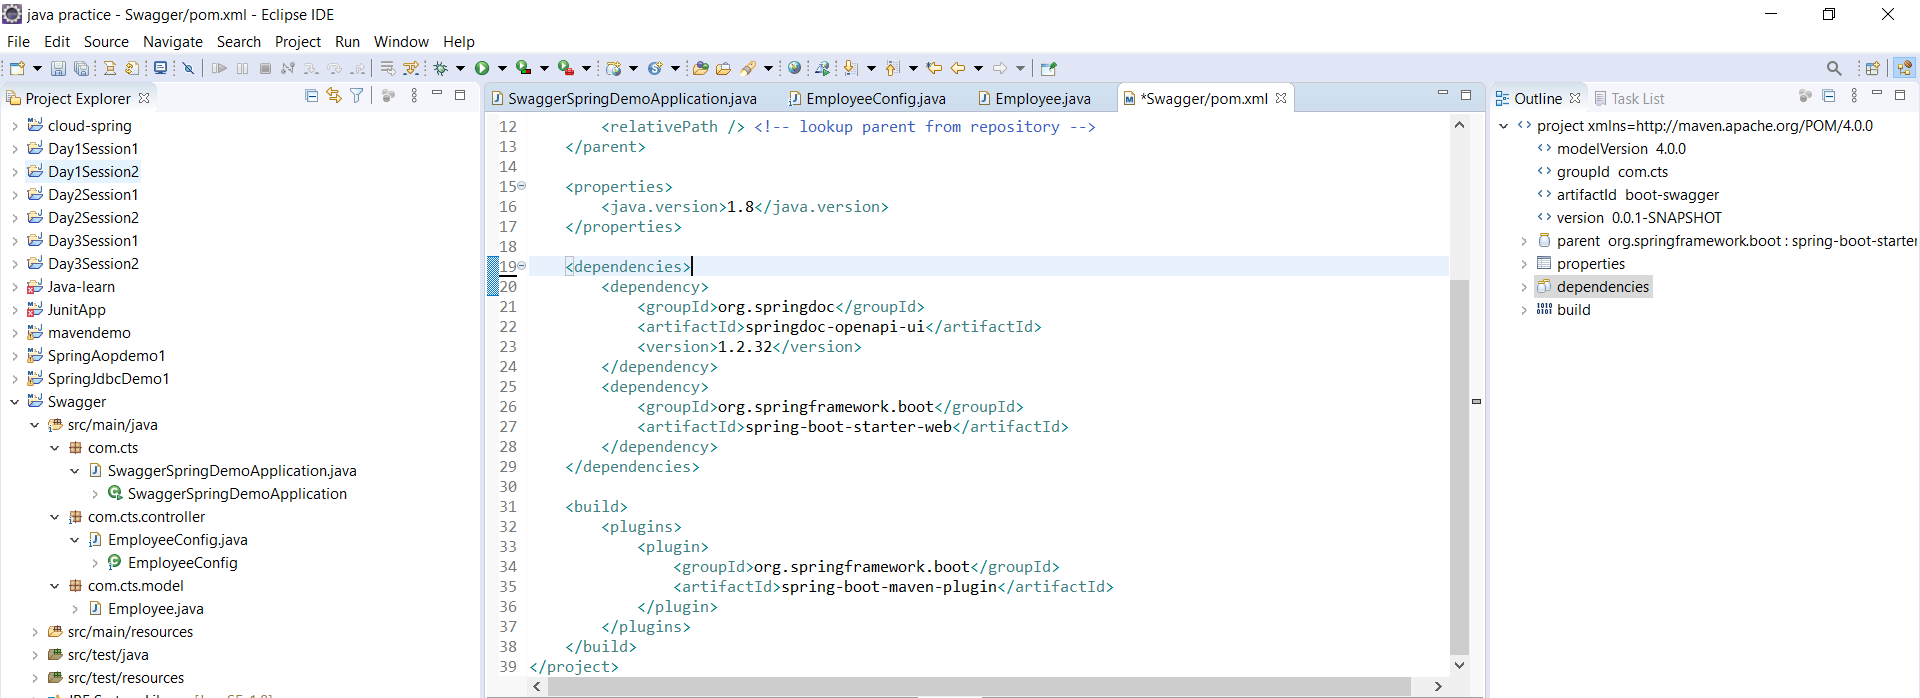 java practice - Swagger/pom.xml - Eclipse IDE
File Edit Source Navigate Search Project Run Window Help
Project Explorer
cloud-spring
Day1Session1
Day1Session2
Day2Session1
Day2Session2
Day3Session1
Day3Session2
Java-learn
JunitApp
mavendemo
SpringAopdemo1
SpringJdbcDemo1
Swagger
src/main/java
com.cts
SwaggerSpringDemoApplication.java
SwaggerSpringDemoApplication
com.cts.controller
EmployeeConfig.java
EmployeeConfig
com.cts.model
Employee.java
src/main/resources
src/test/java
src/test/resources
SwaggerSpringDemoApplication.java EmployeeConfig.java Employee.java *Swagger/pom.xml
12 <relativePath /> <!-- lookup parent from repository -->
13 </parent>
14
15 <properties>
16 <java.version>1.8</java.version>
17 </properties>
18
19 <dependencies>
20 <dependency>
21 <groupId>org.springdoc</groupId>
22 <artifactId>springdoc-openapi-ui</artifactId>
23 <version>1.2.32</version>
24 </dependency>
25 <dependency>
26 <groupId>org.springframework.boot</groupId>
27 <artifactId>spring-boot-starter-web</artifactId>
28 </dependency>
29 </dependencies>
30
31 <build>
32 <plugins>
33 <plugin>
34 <groupId>org.springframework.boot</groupId>
35 <artifactId>spring-boot-maven-plugin</artifactId>
36 </plugin>
37 </plugins>
38 </build>
39 </project>
Outline Task List
project xmlns=http://maven.apache.org/POM/4.0.0
modelVersion 4.0.0
groupId com.cts
artifactId boot-swagger
version 0.0.1-SNAPSHOT
parent org.springframework.boot : spring-boot-starter
properties
dependencies
build